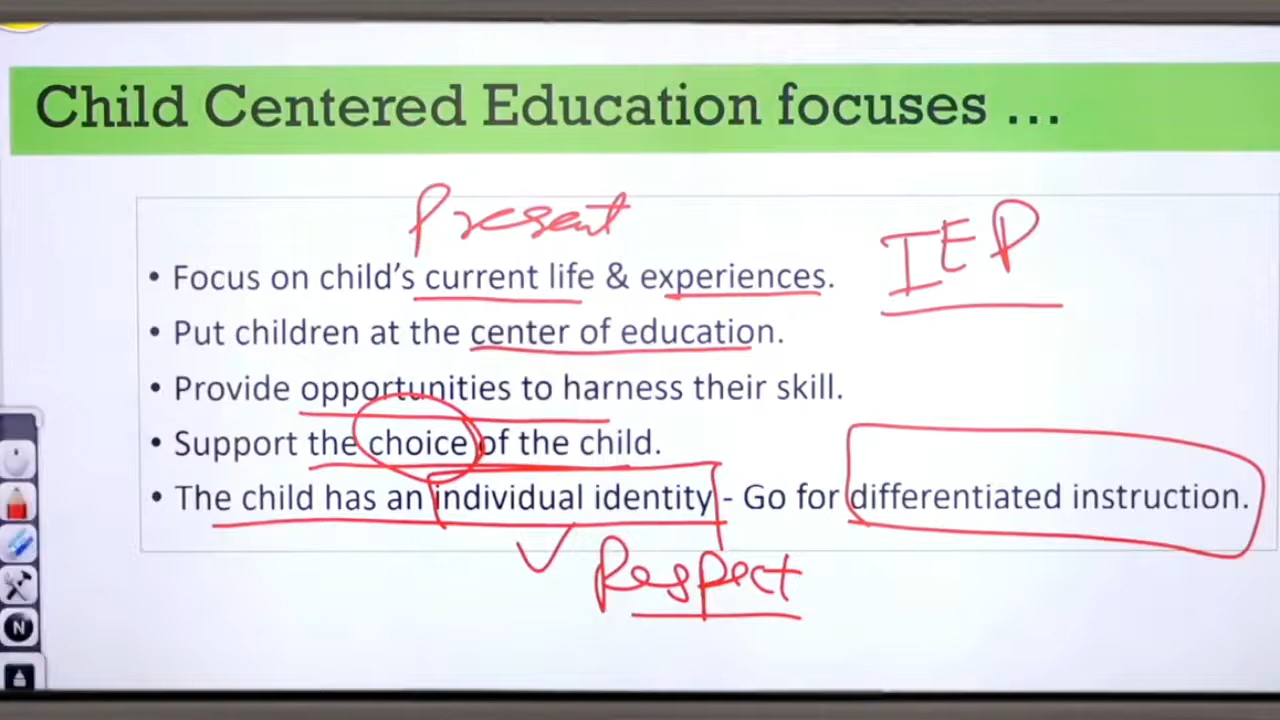 Child Centered Education focuses ...
Present
IEP
• Focus on child's current life & experiences.
• Put children at the center of education.
• Provide opportunities to harness their skill.
• Support the choice of the child.
• The child has an individual identity - Go for differentiated instruction.
Respect
N